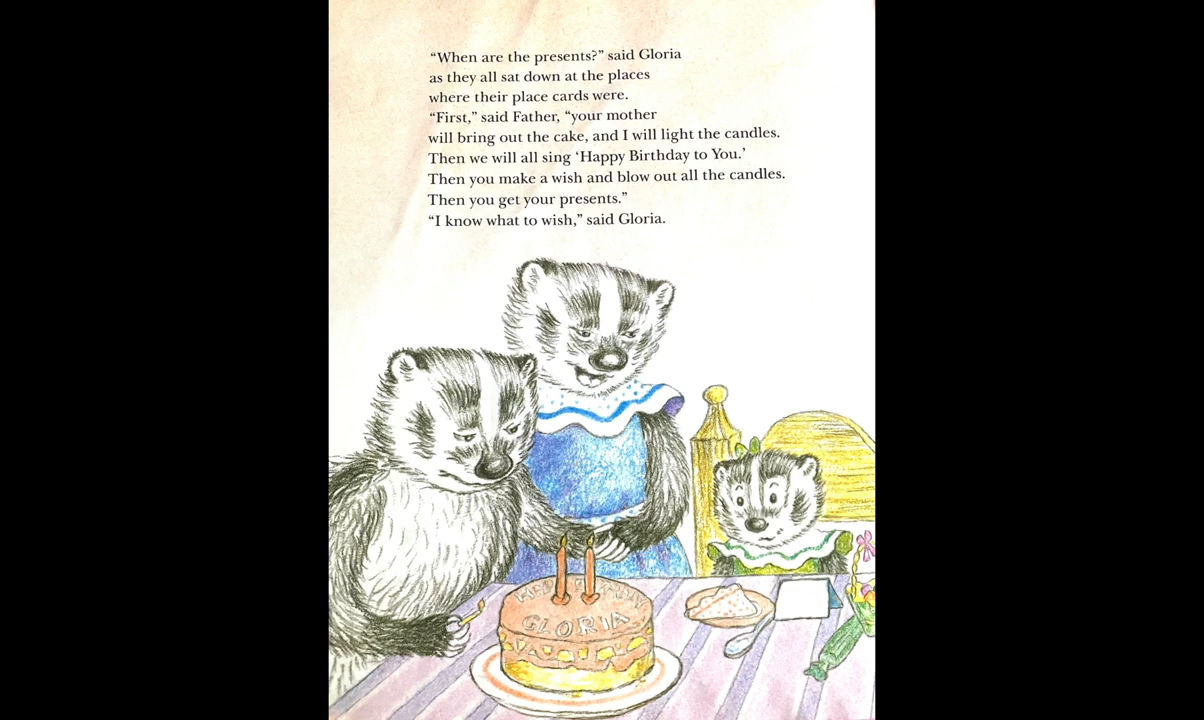 “When are the presents?” said Gloria
as they all sat down at the places
where their place cards were.
“First,” said Father, “your mother
will bring out the cake, and I will light the candles.
Then we will all sing ‘Happy Birthday to You.’
Then you make a wish and blow out all the candles.
Then you get your presents.”
“I know what to wish,” said Gloria.
HAPPY BIRTHDAY
GLORIA